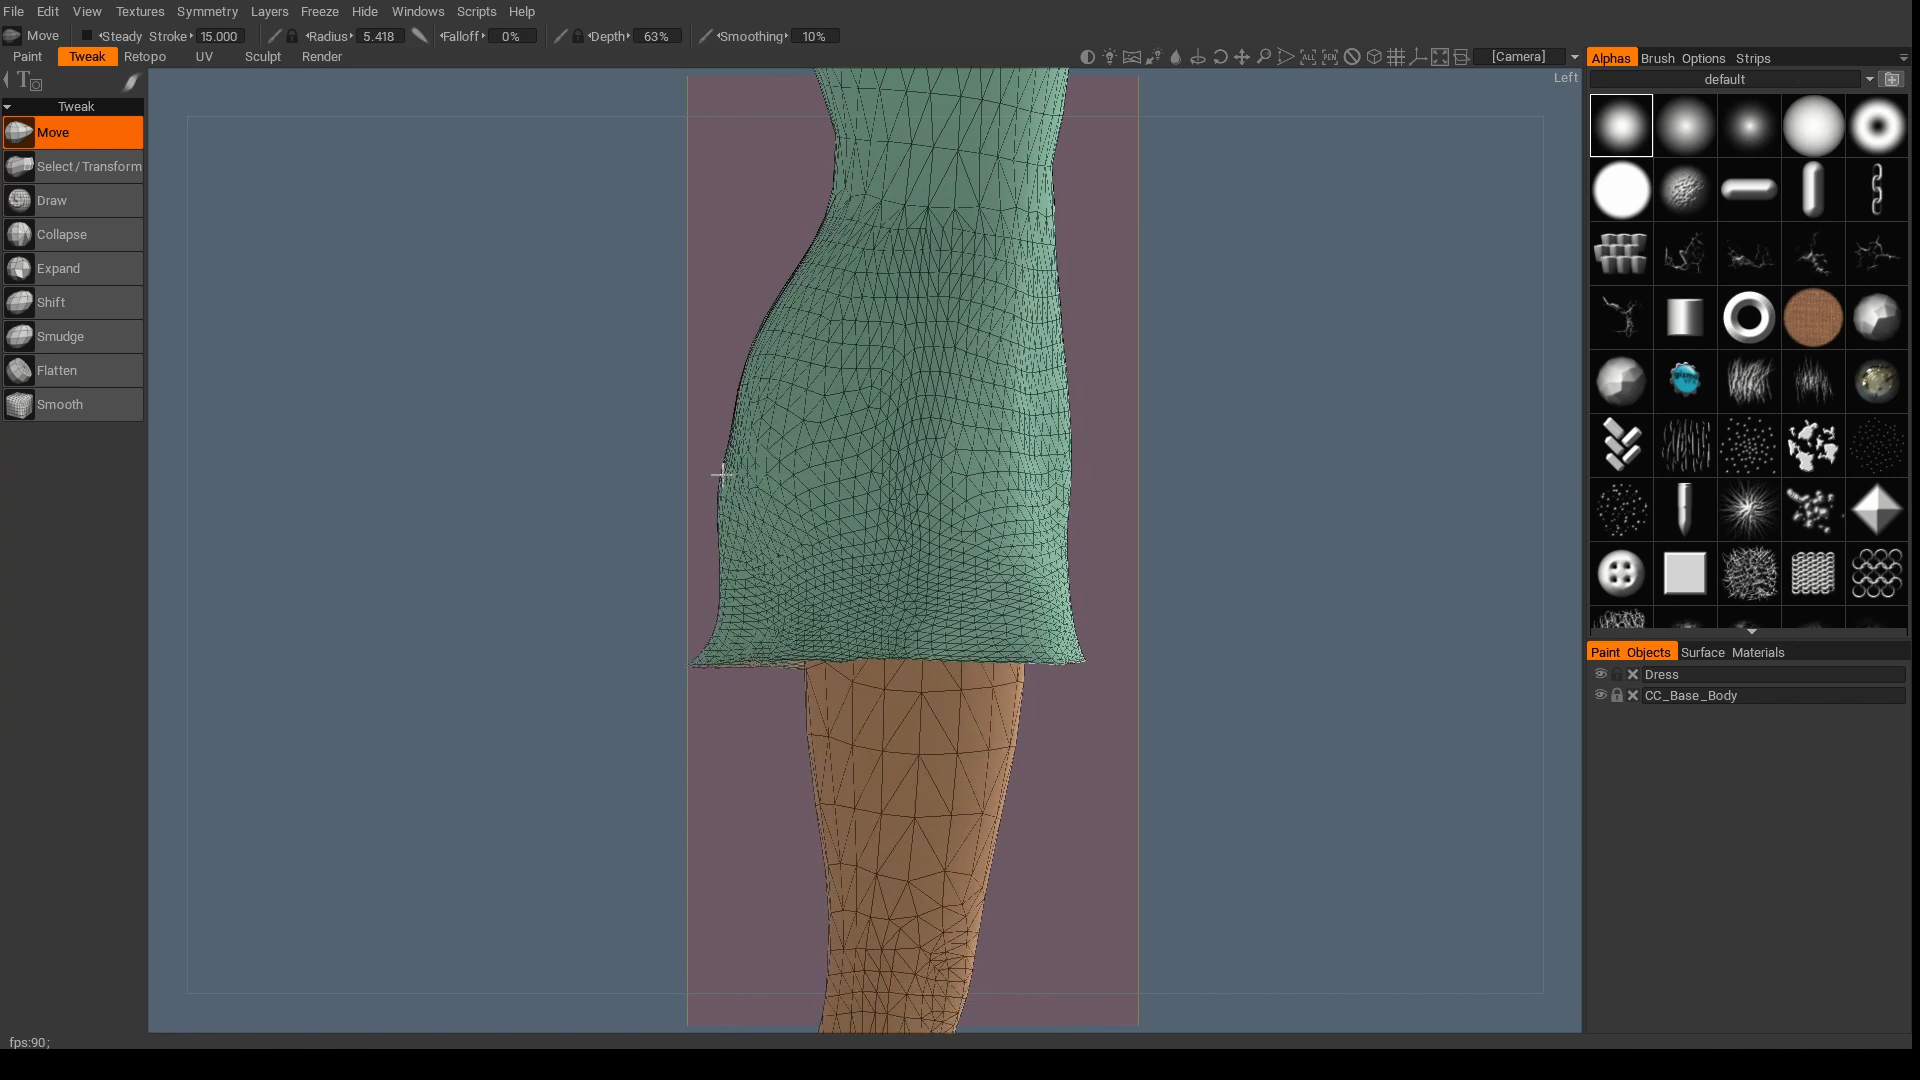 File Edit View Textures Symmetry Layers Freeze Hide Windows Scripts Help
Move Steady Stroke 15.000 Radius 5.418 Falloff 0% Depth 63% Smoothing 10%
Paint Tweak Retopo UV Sculpt Render [Camera]
T
Left
Tweak
Move
Select / Transform
Draw
Collapse
Expand
Shift
Smudge
Flatten
Smooth
Alphas Brush Options Strips
default
Paint Objects Surface Materials
Dress
CC_Base_Body
fps:90;